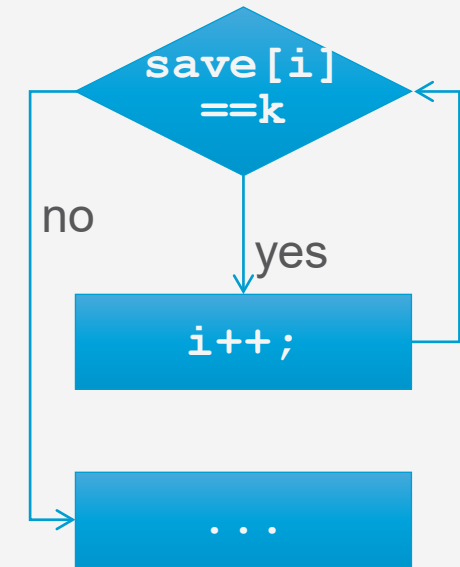 save[i]
==k
no
yes
i++;
...